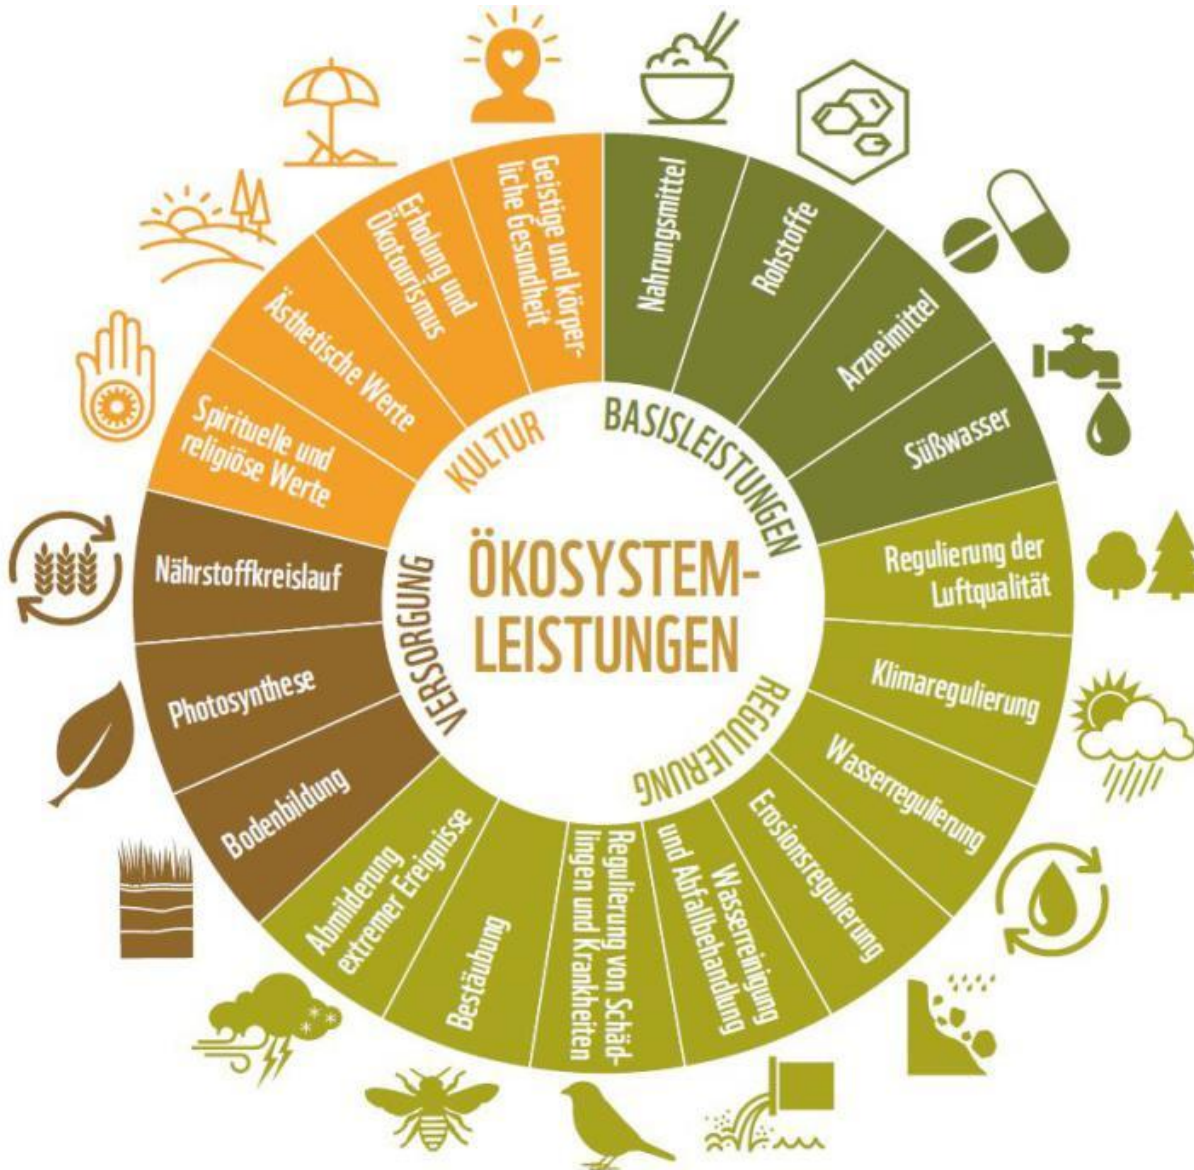 ÖKOSYSTEM-
LEISTUNGEN
BASISLEISTUNGEN
Nahrungsmittel
Rohstoffe
Arzneimittel
Süßwasser
REGULIERUNG
Regulierung der
Luftqualität
Klimaregulierung
Wasserregulierung
Erosionsregulierung
Wasserreinigung
und Abfallbehandlung
Regulierung von Schäd-
lingen und Krankheiten
Bestäubung
Abmilderung
extremer Ereignisse
VERSORGUNG
Bodenbildung
Photosynthese
Nährstoffkreislauf
KULTUR
Spirituelle und
religiöse Werte
Ästhetische Werte
Erholung und
Ökotourismus
Geistige und körper-
liche Gesundheit